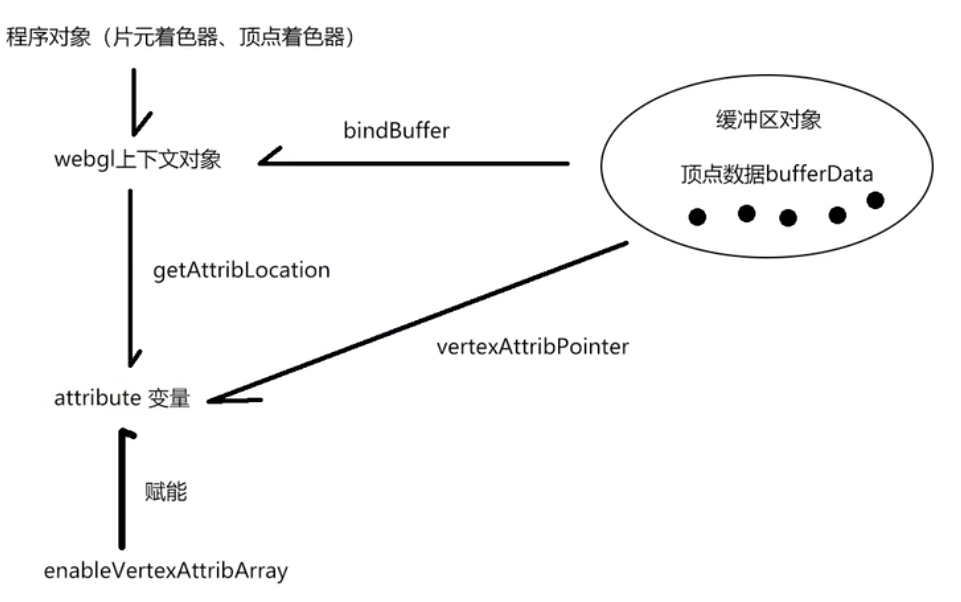 程序对象（片元着色器、顶点着色器）
bindBuffer
缓冲区对象
webgl上下文对象
顶点数据bufferData
getAttribLocation
vertexAttribPointer
attribute 变量
赋能
enableVertexAttribArray